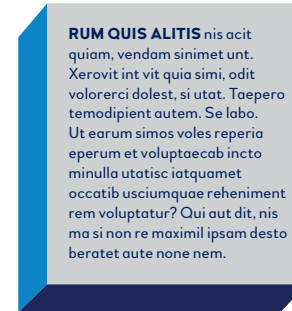 RUM QUIS ALITIS nis acit
quiam, vendam sinimet unt.
Xerovit int vit quia simi, odit
volorerci dolest, si utat. Taepero
temodipient autem. Se labo.
Ut earum simos voles reperia
eperum et voluptaecab incto
minulla utatisc iatquamet
occatib usciumquae reheniment
rem voluptatur? Qui aut dit, nis
ma si non re maximil ipsam desto
beratet aute none nem.